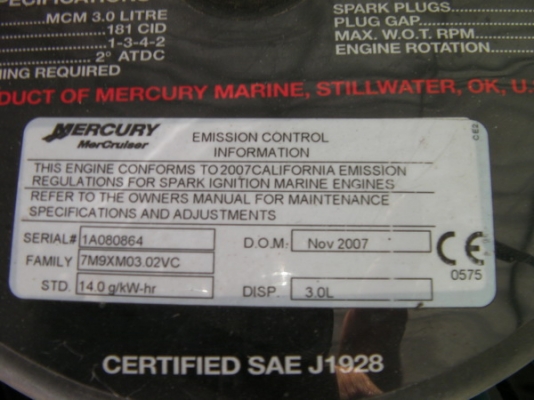 MCM 3.0 LITRE
181 CID
1-3-4-2
2° ATDC
NING REQUIRED
SPARK PLUGS
PLUG GAP
MAX. W.O.T. RPM
ENGINE ROTATION
DUCT OF MERCURY MARINE, STILLWATER, OK, U.
MERCURY
MerCruiser
EMISSION CONTROL
INFORMATION
THIS ENGINE CONFORMS TO 2007CALIFORNIA EMISSION
REGULATIONS FOR SPARK IGNITION MARINE ENGINES
REFER TO THE OWNERS MANUAL FOR MAINTENANCE
SPECIFICATIONS AND ADJUSTMENTS
SERIAL# 1A080864 D.O.M: Nov 2007
FAMILY 7M9XM03.02VC
CE
0575
STD. 14.0 g/kW-hr DISP. 3.0L
CERTIFIED SAE J1928